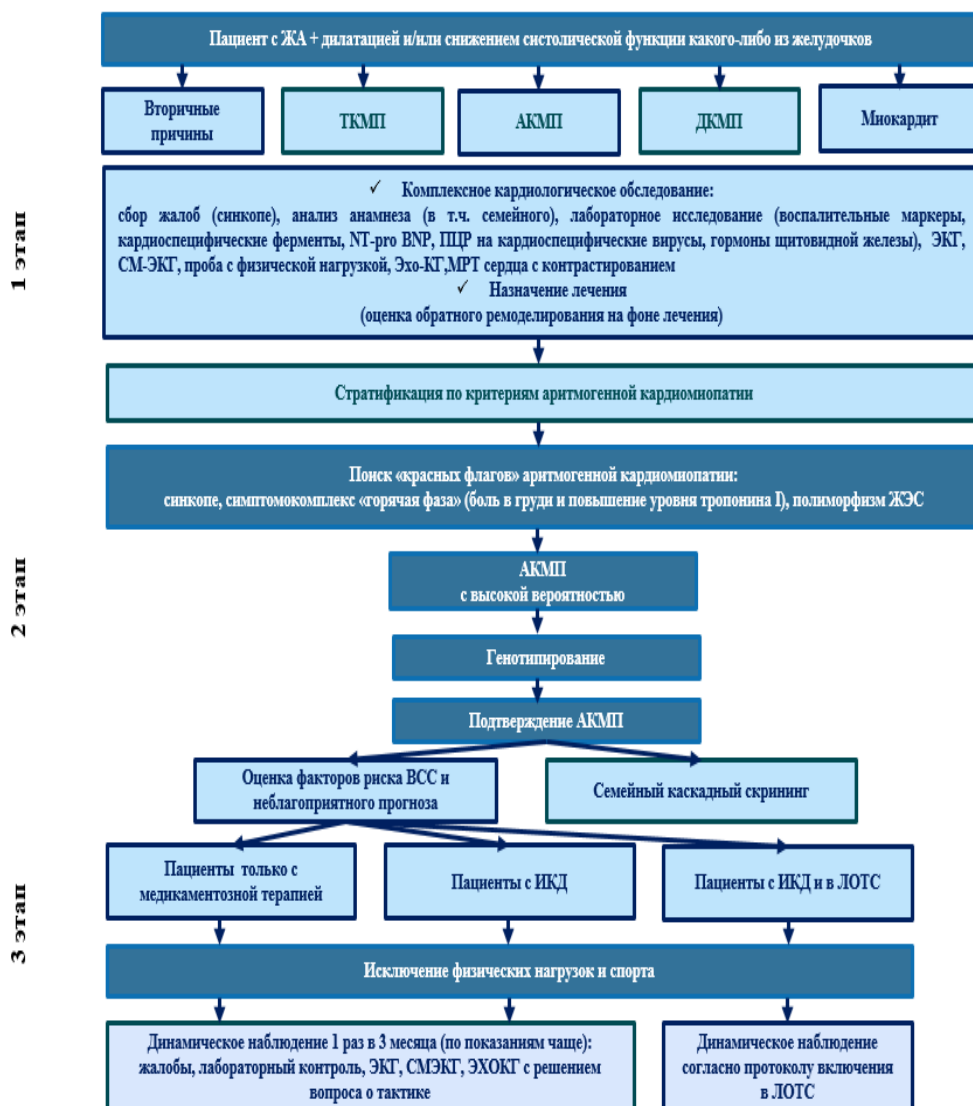 Пациент с ЖА + дилатацией и/или снижением систолической функции какого-либо из желудочков
Вторичные
причины
ТКМП
АКМП
ДКМП
Миокардит
1 этап
✓ Комплексное кардиологическое обследование:
сбор жалоб (синкопе), анализ анамнеза (в т.ч. семейного), лабораторное исследование (воспалительные маркеры,
кардиоспецифические ферменты, NT-pro BNP, ПЦР на кардиоспецифические вирусы, гормоны щитовидной железы), ЭКГ,
СМ-ЭКГ, проба с физической нагрузкой, Эхо-КГ,МРТ сердца с контрастированием
✓ Назначение лечения
(оценка обратного ремоделирования на фоне лечения)
Стратификация по критериям аритмогенной кардиомиопатии
Поиск «красных флагов» аритмогенной кардиомиопатии:
синкопе, симптомокомплекс «горячая фаза» (боль в груди и повышение уровня тропонина I), полиморфизм ЖЭС
2 этап
АКМП
с высокой вероятностью
Генотипирование
Подтверждение АКМП
Оценка факторов риска ВСС и
неблагоприятного прогноза
Семейный каскадный скрининг
3 этап
Пациенты только с
медикаментозной терапией
Пациенты с ИКД
Пациенты с ИКД и в ЛОТС
Исключение физических нагрузок и спорта
Динамическое наблюдение 1 раз в 3 месяца (по показаниям чаще):
жалобы, лабораторный контроль, ЭКГ, СМЭКГ, ЭХОКГ с решением
вопроса о тактике
Динамическое наблюдение
согласно протоколу включения
в ЛОТС